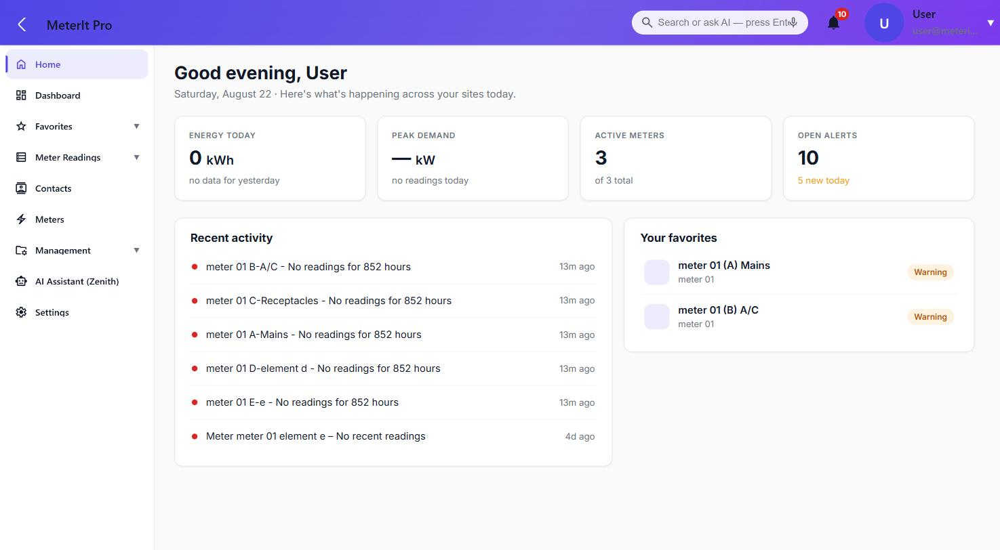 MeterIt Pro
Search or ask AI — press Ente
10
U
User
user@meteri...
Home
Dashboard
Favorites
Meter Readings
Contacts
Meters
Management
AI Assistant (Zenith)
Settings
Good evening, User
Saturday, August 22 · Here's what's happening across your sites today.
ENERGY TODAY
0 kWh
no data for yesterday
PEAK DEMAND
— kW
no readings today
ACTIVE METERS
3
of 3 total
OPEN ALERTS
10
5 new today
Recent activity
meter 01 B-A/C - No readings for 852 hours 13m ago
meter 01 C-Receptacles - No readings for 852 hours 13m ago
meter 01 A-Mains - No readings for 852 hours 13m ago
meter 01 D-element d - No readings for 852 hours 13m ago
meter 01 E-e - No readings for 852 hours 13m ago
Meter meter 01 element e – No recent readings 4d ago
Your favorites
meter 01 (A) Mains
meter 01
Warning
meter 01 (B) A/C
meter 01
Warning